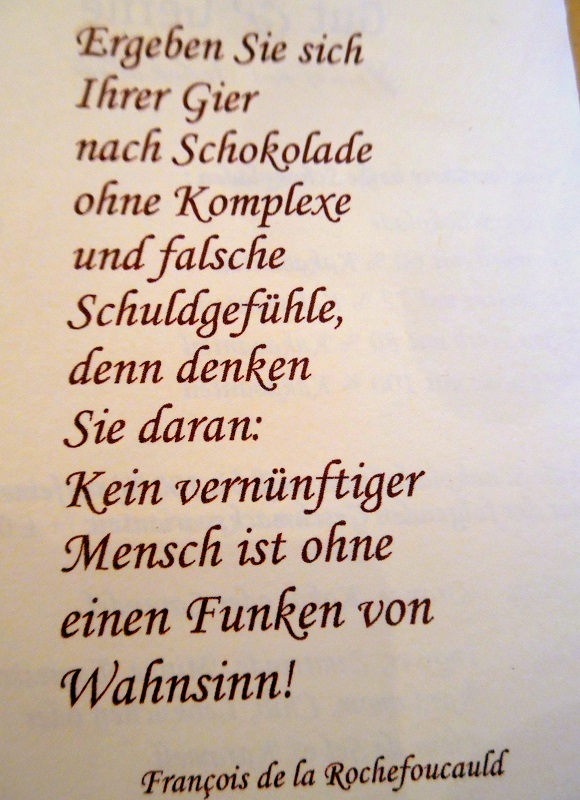 Ergeben Sie sich
Ihrer Gier
nach Schokolade
ohne Komplexe
und falsche
Schuldgefühle,
denn denken
Sie daran:
Kein vernünftiger
Mensch ist ohne
einen Funken von
Wahnsinn!
François de la Rochefoucauld